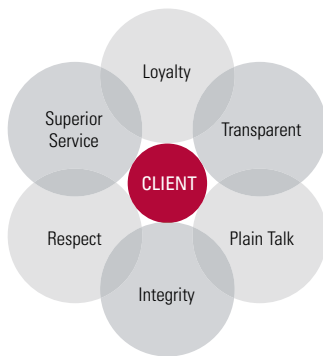 Loyalty
Superior
Service
Transparent
CLIENT
Respect
Plain Talk
Integrity